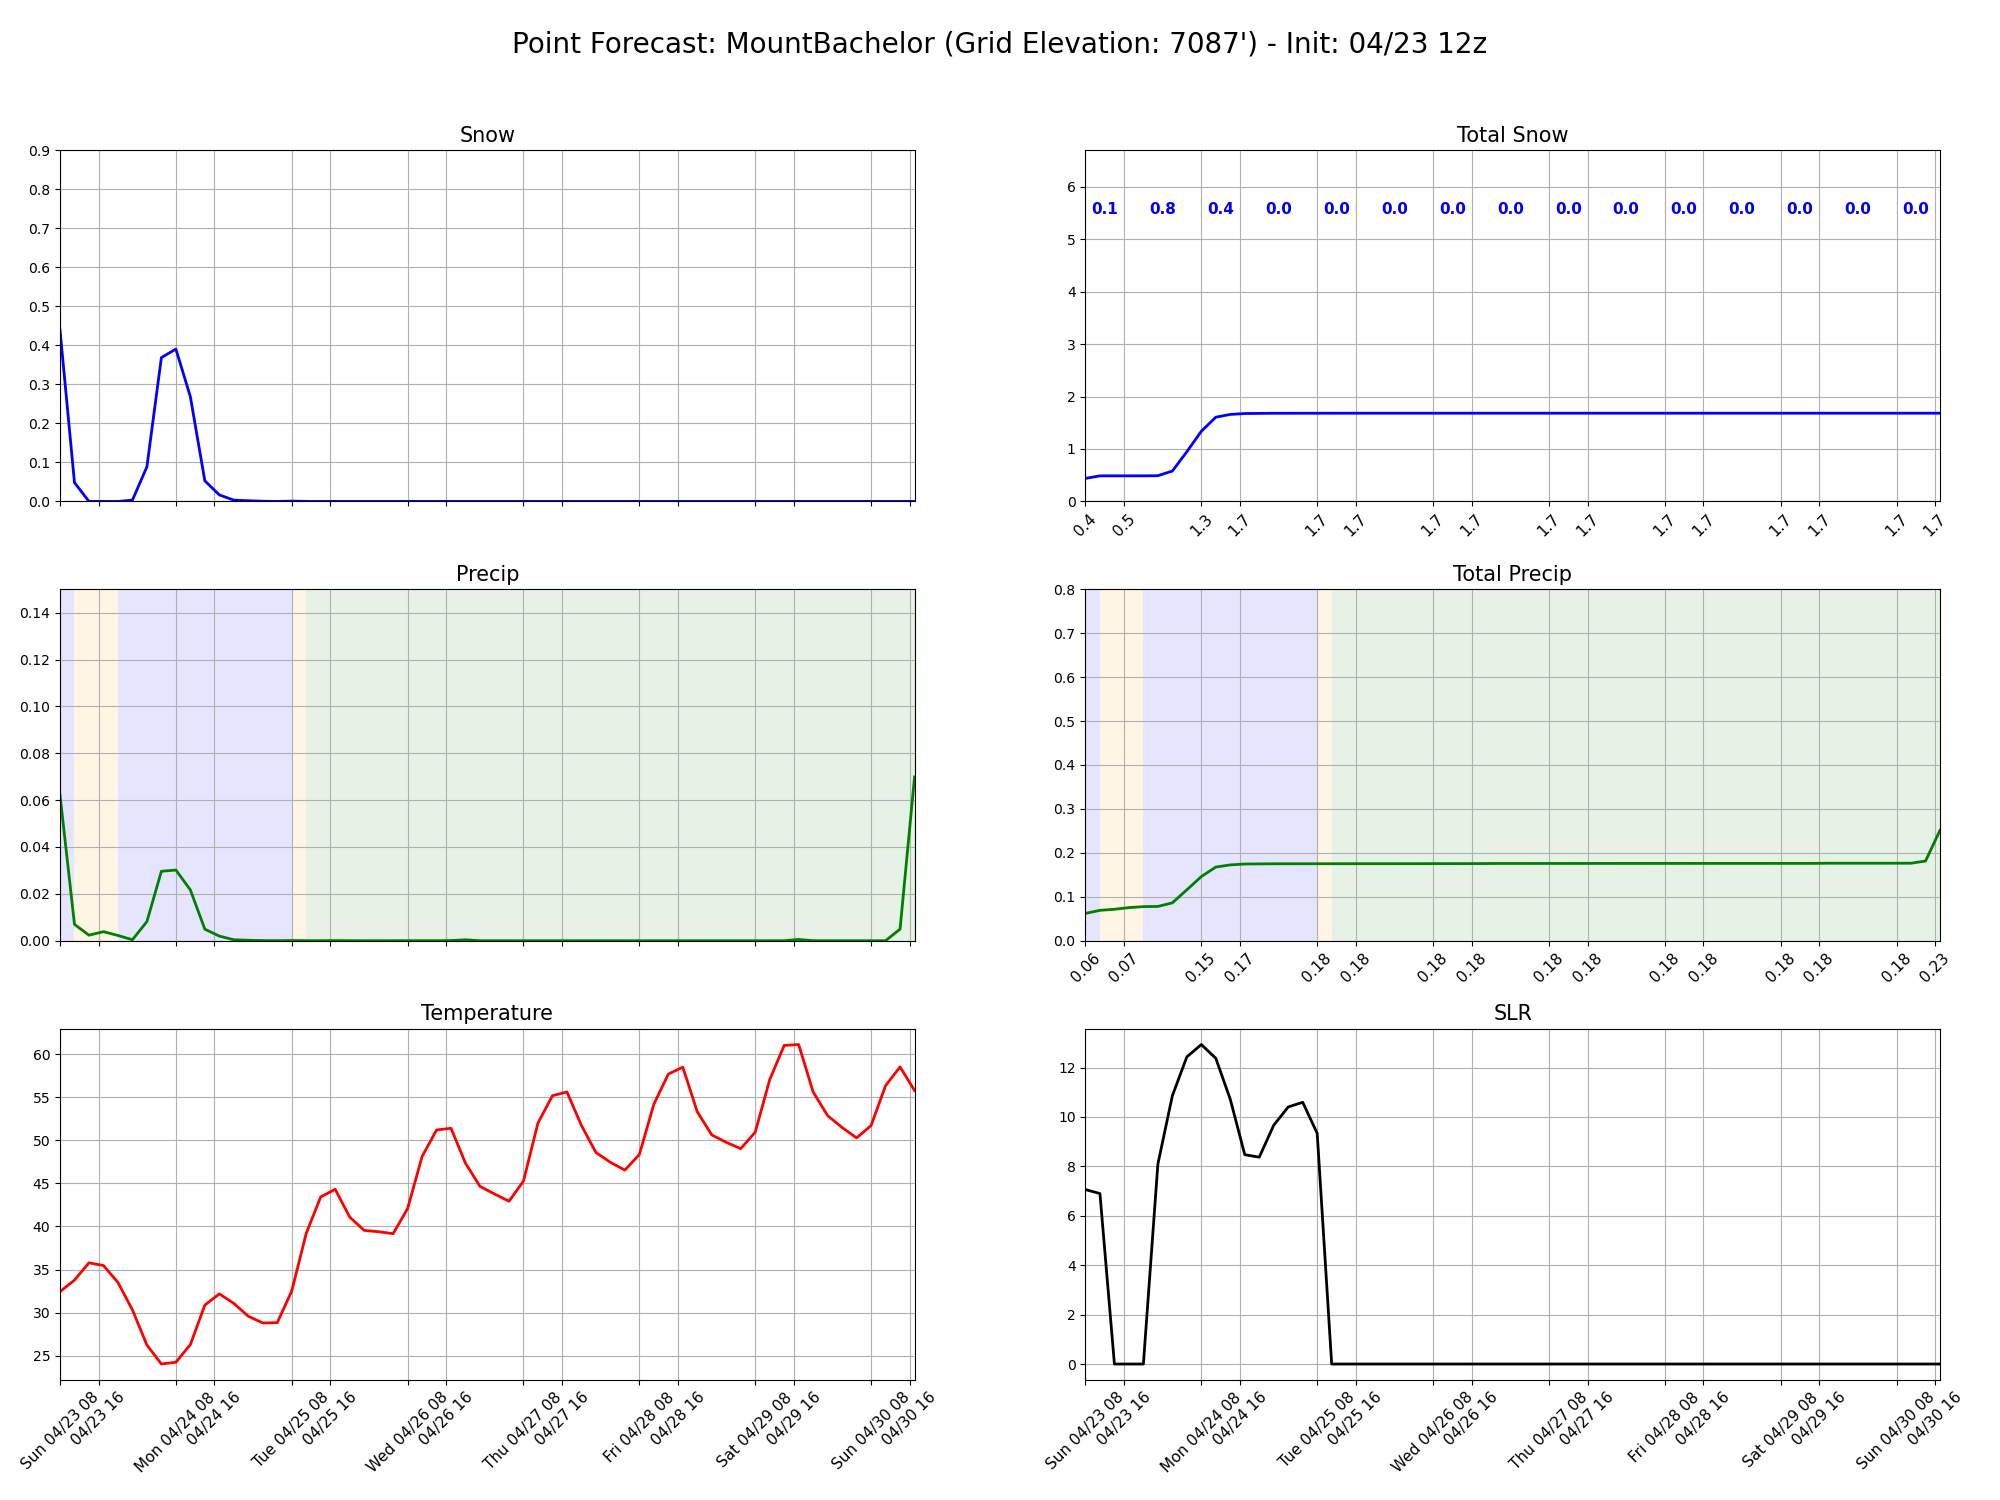 Point Forecast: MountBachelor (Grid Elevation: 7087') - Init: 04/23 12z
Snow
0.9
0.8
0.7
0.6
0.5
0.4
0.3
0.2
0.1
0.0
Total Snow
6
5
4
3
2
1
0
0.1 0.8 0.4 0.0 0.0 0.0 0.0 0.0 0.0 0.0 0.0 0.0 0.0 0.0 0.0
0.4 0.5 1.3 1.7 1.7 1.7 1.7 1.7 1.7 1.7 1.7 1.7 1.7 1.7 1.7 1.7
Precip
0.14
0.12
0.10
0.08
0.06
0.04
0.02
0.00
Total Precip
0.8
0.7
0.6
0.5
0.4
0.3
0.2
0.1
0.0
0.06 0.07 0.15 0.17 0.18 0.18 0.18 0.18 0.18 0.18 0.18 0.18 0.18 0.18 0.18 0.23
Temperature
60
55
50
45
40
35
30
25
Sun 04/23 08
04/23 16
Mon 04/24 08
04/24 16
Tue 04/25 08
04/25 16
Wed 04/26 08
04/26 16
Thu 04/27 08
04/27 16
Fri 04/28 08
04/28 16
Sat 04/29 08
04/29 16
Sun 04/30 08
04/30 16
SLR
12
10
8
6
4
2
0
Sun 04/23 08
04/23 16
Mon 04/24 08
04/24 16
Tue 04/25 08
04/25 16
Wed 04/26 08
04/26 16
Thu 04/27 08
04/27 16
Fri 04/28 08
04/28 16
Sat 04/29 08
04/29 16
Sun 04/30 08
04/30 16